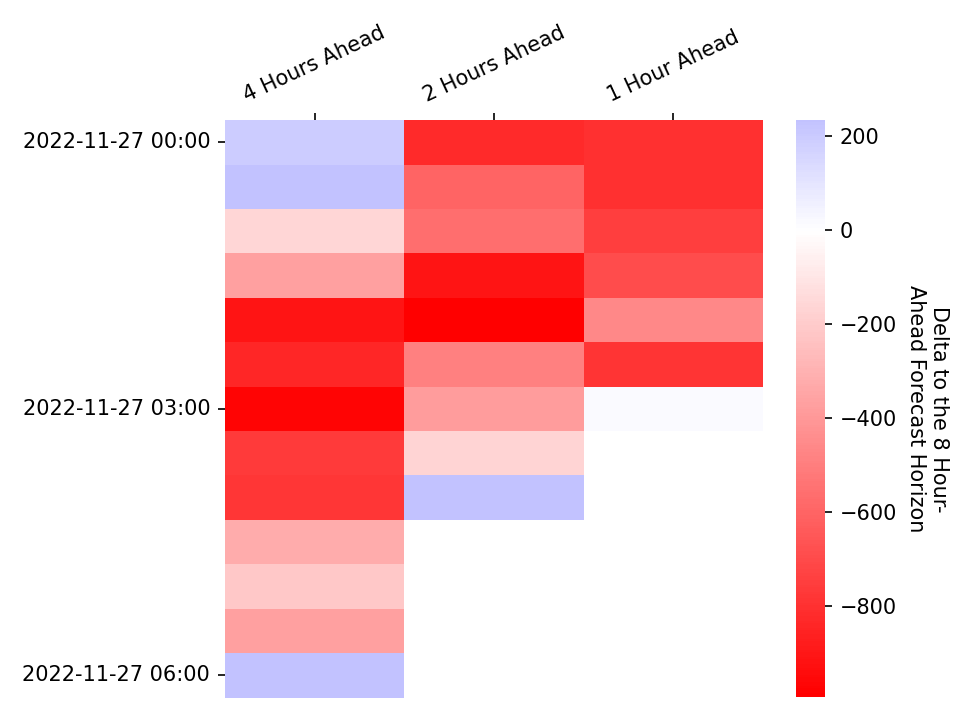 4 Hours Ahead
2 Hours Ahead
1 Hour Ahead
2022-11-27 00:00
2022-11-27 03:00
2022-11-27 06:00
200
0
−200
−400
−600
−800
Delta to the 8 Hour-
Ahead Forecast Horizon